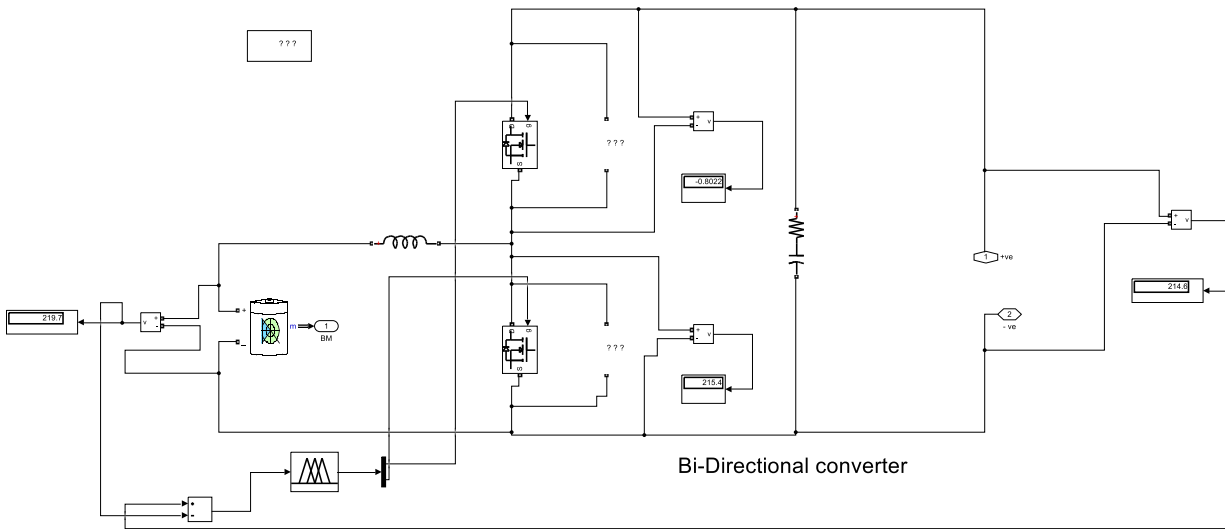 ? ? ?
g
D
S
+
-
v
? ? ?
-0.8022
+
-
v
1
+ve
214.6
219.7
v
+
-
+
-
m
1
BM
g
D
S
? ? ?
+
-
v
2
- ve
215.4
Bi-Directional converter
+
-